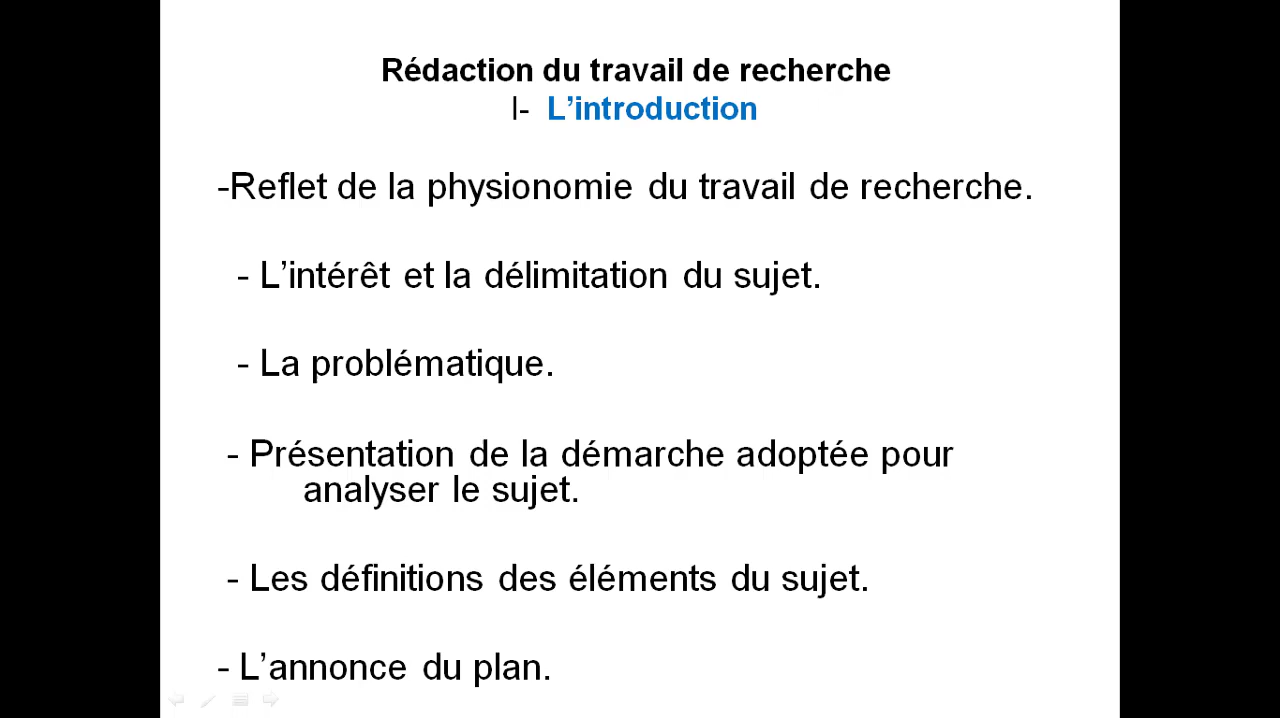 Rédaction du travail de recherche
I- L’introduction
-Reflet de la physionomie du travail de recherche.
- L’intérêt et la délimitation du sujet.
- La problématique.
- Présentation de la démarche adoptée pour
analyser le sujet.
- Les définitions des éléments du sujet.
- L’annonce du plan.